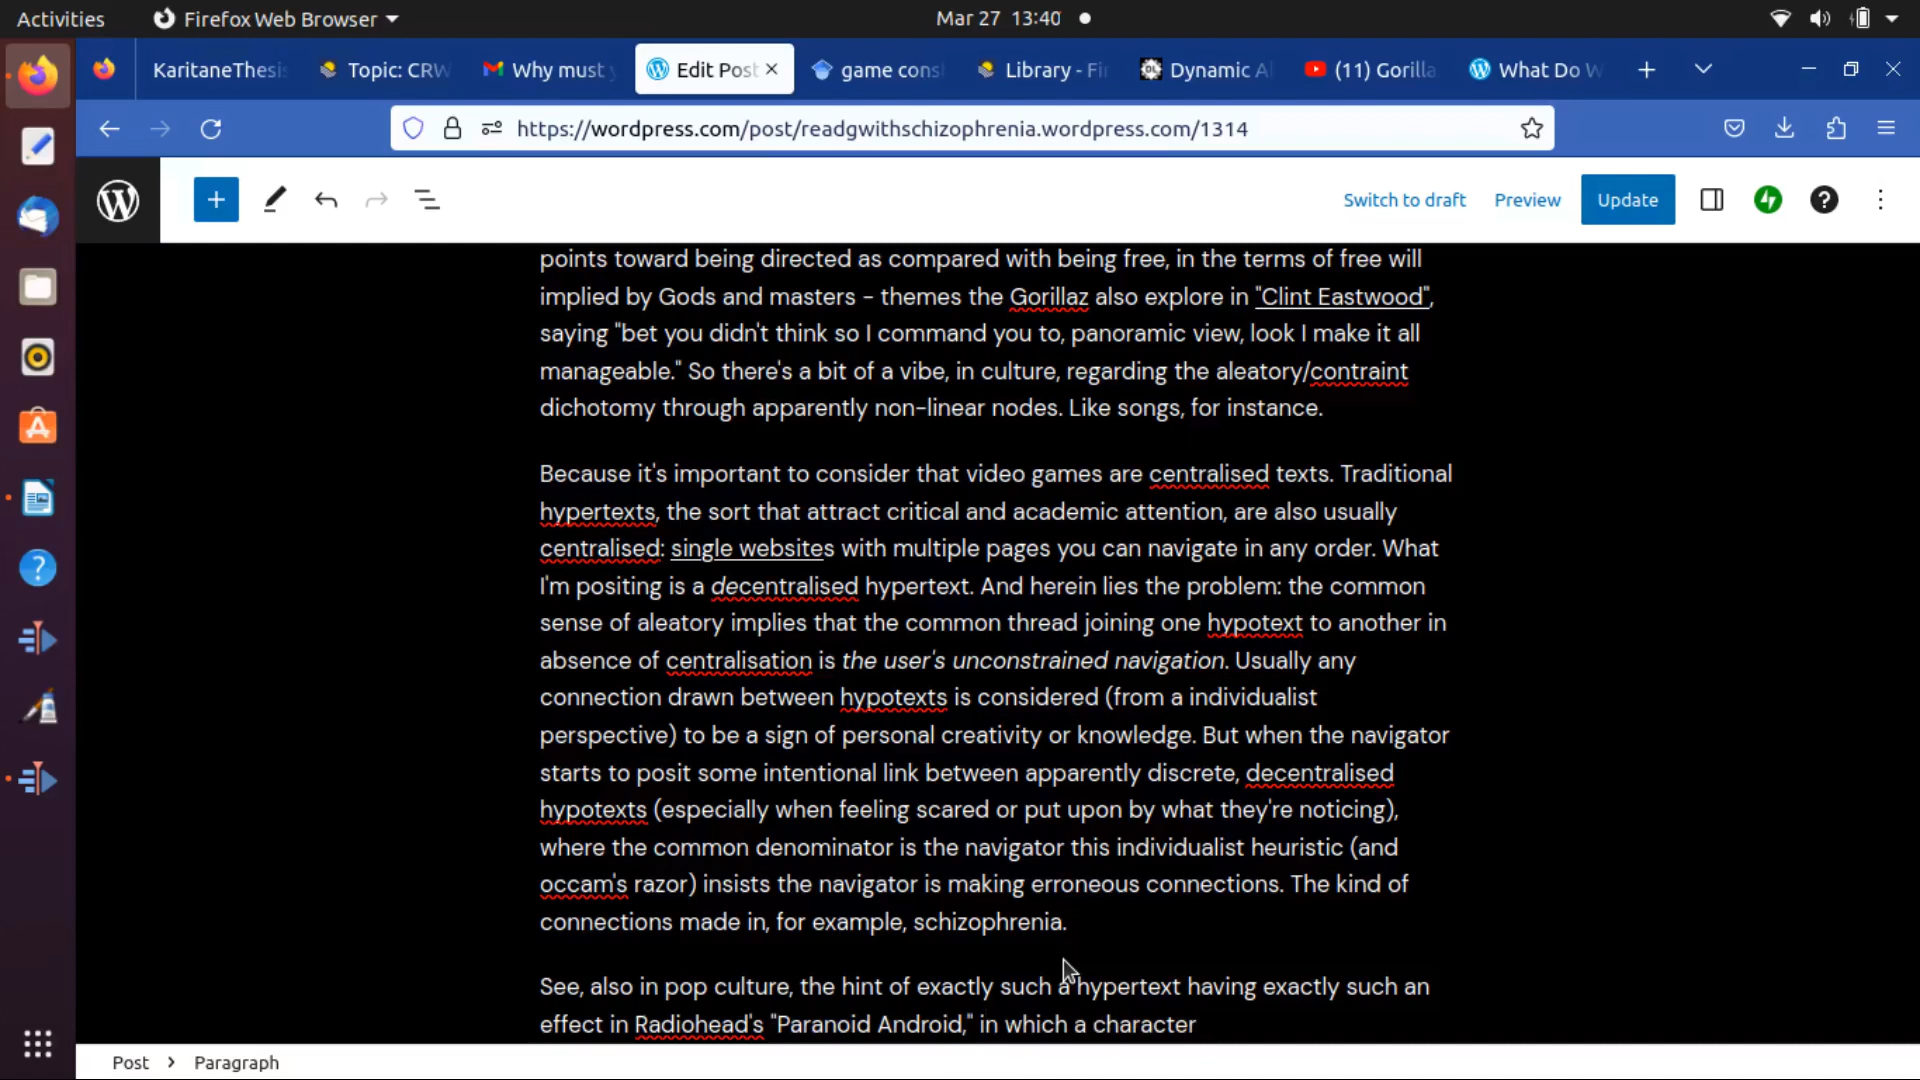 Activities
Firefox Web Browser
Mar 27 13:40
KaritaneThesis
Topic: CRW
Why must y
Edit Post
game cons
Library - Fi
Dynamic A
(11) Gorilla
What Do W
https://wordpress.com/post/readgwithschizophrenia.wordpress.com/1314
Switch to draft
Preview
Update
points toward being directed as compared with being free, in the terms of free will
implied by Gods and masters - themes the Gorillaz also explore in "Clint Eastwood",
saying "bet you didn't think so I command you to, panoramic view, look I make it all
manageable." So there's a bit of a vibe, in culture, regarding the aleatory/contraint
dichotomy through apparently non-linear nodes. Like songs, for instance.
Because it's important to consider that video games are centralised texts. Traditional
hypertexts, the sort that attract critical and academic attention, are also usually
centralised: single websites with multiple pages you can navigate in any order. What
I'm positing is a decentralised hypertext. And herein lies the problem: the common
sense of aleatory implies that the common thread joining one hypotext to another in
absence of centralisation is the user's unconstrained navigation. Usually any
connection drawn between hypotexts is considered (from a individualist
perspective) to be a sign of personal creativity or knowledge. But when the navigator
starts to posit some intentional link between apparently discrete, decentralised
hypotexts (especially when feeling scared or put upon by what they're noticing),
where the common denominator is the navigator this individualist heuristic (and
occam's razor) insists the navigator is making erroneous connections. The kind of
connections made in, for example, schizophrenia.
See, also in pop culture, the hint of exactly such a hypertext having exactly such an
effect in Radiohead's "Paranoid Android," in which a character
Post
Paragraph